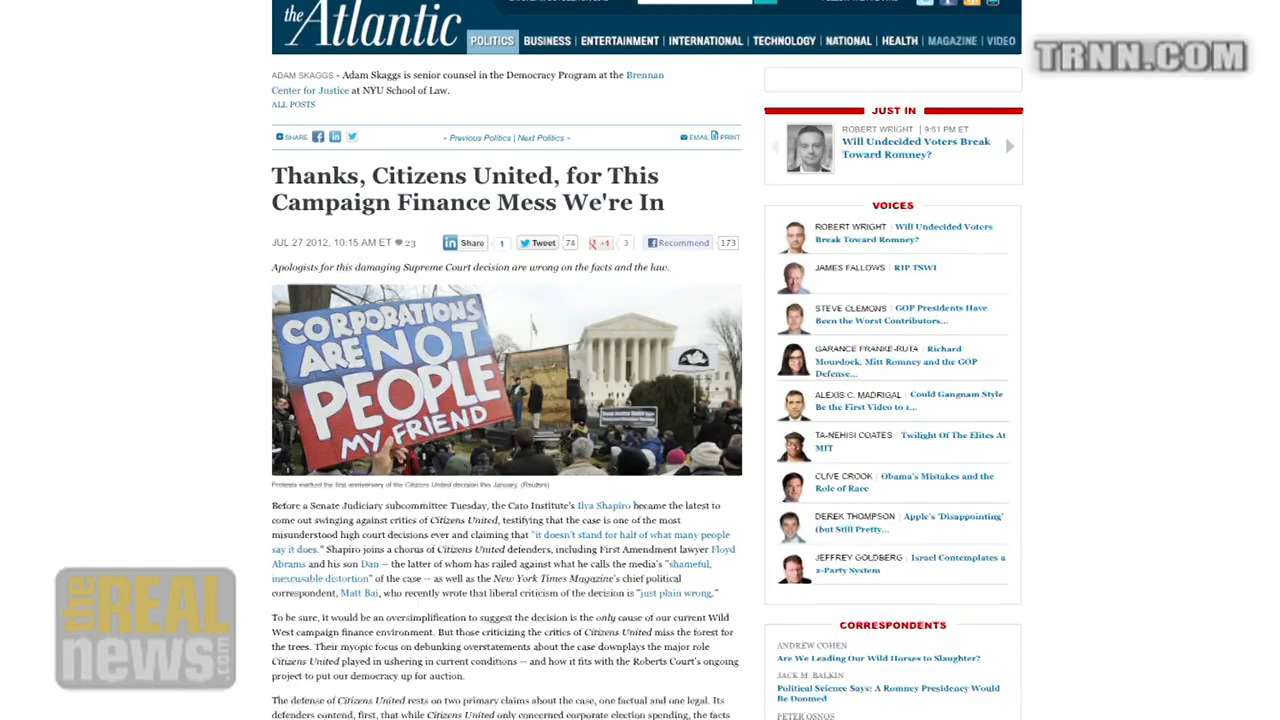 the Atlantic
POLITICS BUSINESS ENTERTAINMENT INTERNATIONAL TECHNOLOGY NATIONAL HEALTH MAGAZINE VIDEO
TRNN.COM
ADAM SKAGGS - Adam Skaggs is senior counsel in the Democracy Program at the Brennan
Center for Justice at NYU School of Law.
ALL POSTS
SHARE
« Previous Politics | Next Politics »
EMAIL PRINT
Thanks, Citizens United, for This
Campaign Finance Mess We're In
JUL 27 2012, 10:15 AM ET 23
Share 1 Tweet 74 +1 3 Recommend 173
Apologists for this damaging Supreme Court decision are wrong on the facts and the law.
CORPORATIONS
ARE NOT
PEOPLE
MY FRIEND
Protests marked the first anniversary of the Citizens United decision this January. (Reuters)
Before a Senate Judiciary subcommittee Tuesday, the Cato Institute's Ilya Shapiro became the latest to
come out swinging against critics of Citizens United, testifying that the case is one of the most
misunderstood high court decisions ever and claiming that "it doesn't stand for half of what many people
say it does." Shapiro joins a chorus of Citizens United defenders, including First Amendment lawyer Floyd
Abrams and his son Dan -- the latter of whom has railed against what he calls the media's "shameful,
inexcusable distortion" of the case -- as well as the New York Times Magazine's chief political
correspondent, Matt Bai, who recently wrote that liberal criticism of the decision is "just plain wrong."
To be sure, it would be an oversimplification to suggest the decision is the only cause of our current Wild
West campaign finance environment. But those criticizing the critics of Citizens United miss the forest for
the trees. Their myopic focus on debunking overstatements about the case downplays the major role
Citizens United played in ushering in current conditions -- and how it fits with the Roberts Court's ongoing
project to put our democracy up for auction.
The defense of Citizens United rests on two primary claims about the case, one factual and one legal. Its
defenders contend, first, that while Citizens United only concerned corporate election spending, the facts
JUST IN
ROBERT WRIGHT | 9:51 PM ET
Will Undecided Voters Break
Toward Romney?
VOICES
ROBERT WRIGHT | Will Undecided Voters
Break Toward Romney?
JAMES FALLOWS | RIP TSWI
STEVE CLEMONS | GOP Presidents Have
Been the Worst Contributors...
GARANCE FRANKE-RUTA | Richard
Mourdock, Mitt Romney and the GOP
Defense...
ALEXIS C. MADRIGAL | Could Gangnam Style
Be the First Video to 1...
TA-NEHISI COATES | Twilight Of The Elites At
MIT
CLIVE CROOK | Obama's Mistakes and the
Role of Race
DEREK THOMPSON | Apple's 'Disappointing'
(but Still Pretty...
JEFFREY GOLDBERG | Israel Contemplates a
2-Party System
CORRESPONDENTS
ANDREW COHEN
Are We Leading Our Wild Horses to Slaughter?
JACK M. BALKIN
Political Science Says: A Romney Presidency Would
Be Doomed
PETER OSNOS
the REAL
news.com